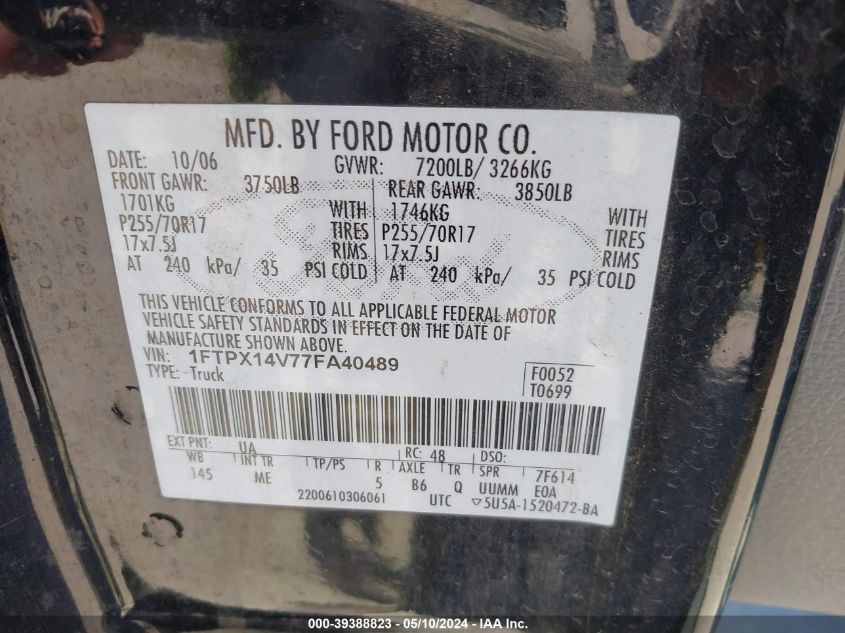 MFD. BY FORD MOTOR CO.
DATE: 10/06 GVWR: 7200LB/ 3266KG
FRONT GAWR: 3750LB REAR GAWR: 3850LB
1701KG WITH 1746KG WITH
P255/70R17 TIRES P255/70R17 TIRES
17x7.5J RIMS 17x7.5J RIMS
AT 240 kPa/ 35 PSI COLD AT 240 kPa/ 35 PSI COLD
THIS VEHICLE CONFORMS TO ALL APPLICABLE FEDERAL MOTOR
VEHICLE SAFETY STANDARDS IN EFFECT ON THE DATE OF
MANUFACTURE SHOWN ABOVE.
VIN: 1FTPX14V77FA40489
TYPE: Truck
F0052
T0699
EXT PNT: UA RC: 48 DSO:
WB INT TR TP/PS R AXLE TR SPR 7F614
145 ME 5 B6 Q UUMM E0A
2200610306061 UTC ▽5U5A-1520472-BA
000-39388823 - 05/10/2024 - IAAI Inc.